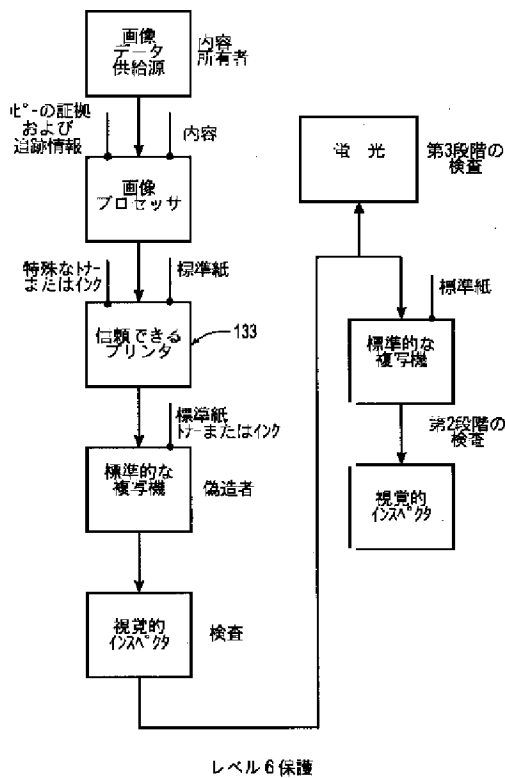 画像
データ
供給源
内容
所有者
ｺﾋﾟｰの証拠
および
追跡情報
内容
画像
プロセッサ
特殊なﾄﾅｰ
またはｲﾝｸ
標準紙
信頼できる
プリンタ
133
標準紙
ﾄﾅｰまたはｲﾝｸ
標準的な
複写機
偽造者
視覚的
ｲﾝｽﾍﾟｸﾀ
検査
蛍 光
第3段階の
検査
標準紙
標準的な
複写機
第2段階の
検査
視覚的
ｲﾝｽﾍﾟｸﾀ
レベル6保護